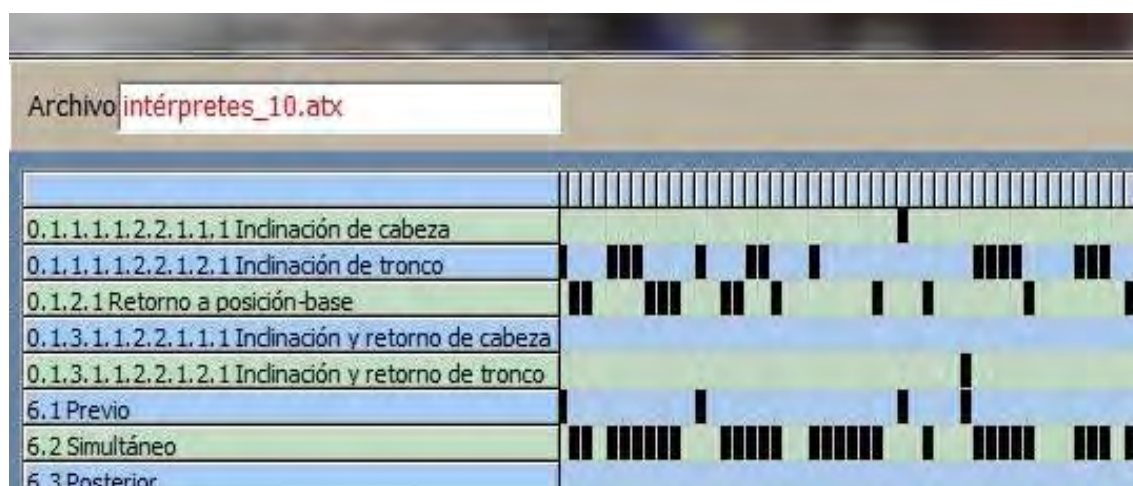 Archivo intérpretes_10.atx
0.1.1.1.1.2.2.1.1.1 Inclinación de cabeza
0.1.1.1.1.2.2.1.2.1 Inclinación de tronco
0.1.2.1 Retorno a posición-base
0.1.3.1.1.2.2.1.1.1 Inclinación y retorno de cabeza
0.1.3.1.1.2.2.1.2.1 Inclinación y retorno de tronco
6.1 Previo
6.2 Simultáneo
6.3 Posterior